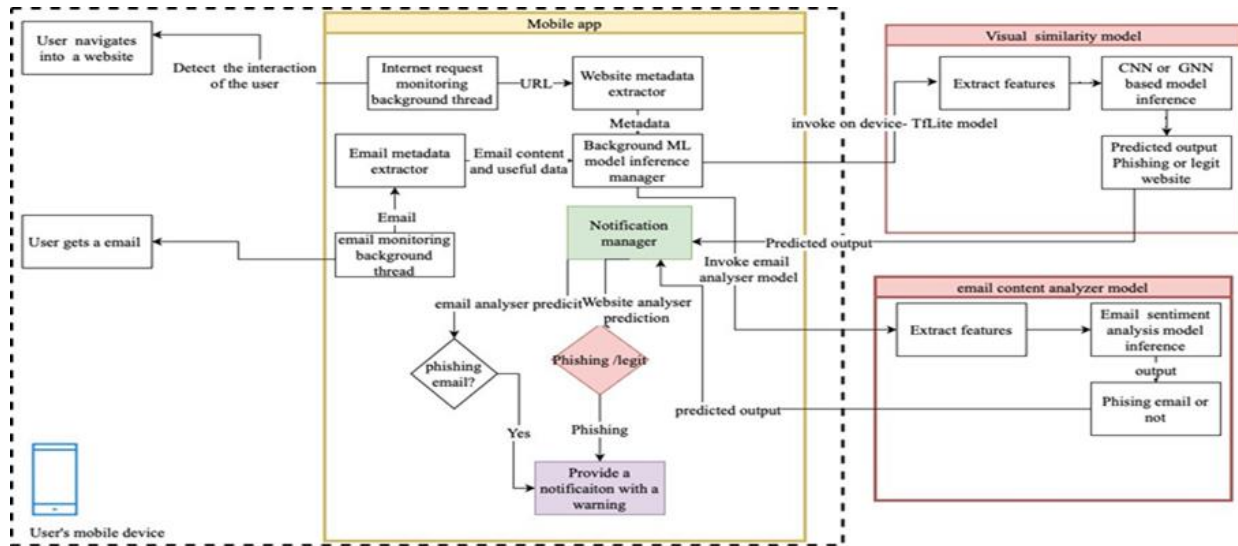 Mobile app
User navigates
into a website
Detect the interaction
of the user
Internet request
monitoring
background thread
URL
Website metadata
extractor
Metadata
Email metadata
extractor
Email content
and useful data
Background ML
model inference
manager
invoke on device- TfLite model
Email
User gets a email
email monitoring
background
thread
Notification
manager
Predicted output
Invoke email
analyser model
email analyser predicit
Website analyser
prediction
phishing
email?
Phishing /legit
predicted output
Yes
Phishing
Provide a
notificaiton with a
warning
User's mobile device
Visual similarity model
Extract features
CNN or GNN
based model
inference
Predicted output
Phishing or legit
website
email content analyzer model
Extract features
Email sentiment
analysis model
inference
output
Phising email or
not